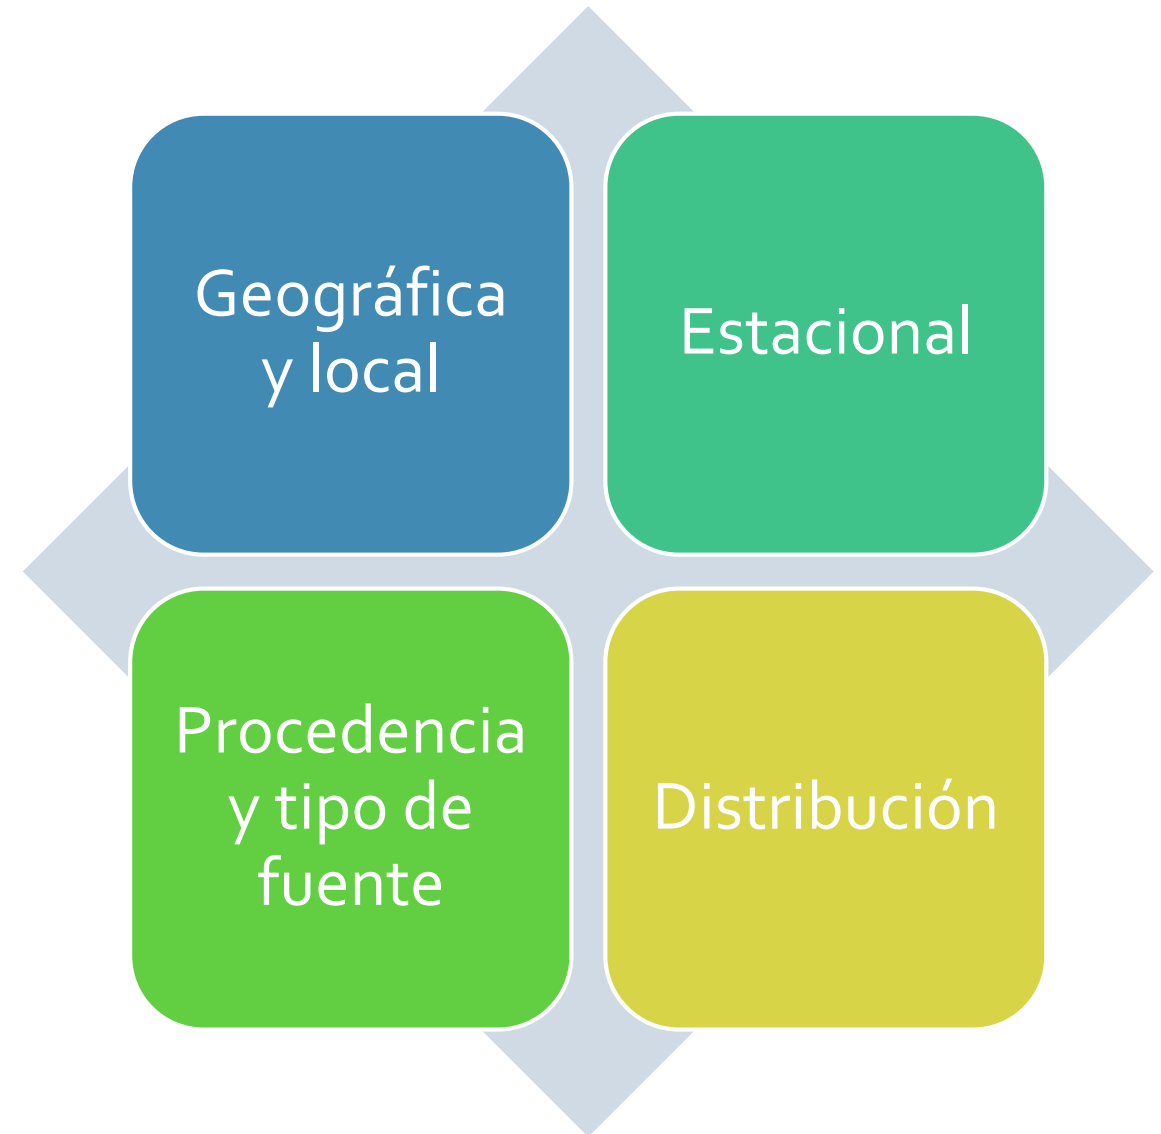 Geográfica
y local
Estacional
Procedencia
y tipo de
fuente
Distribución